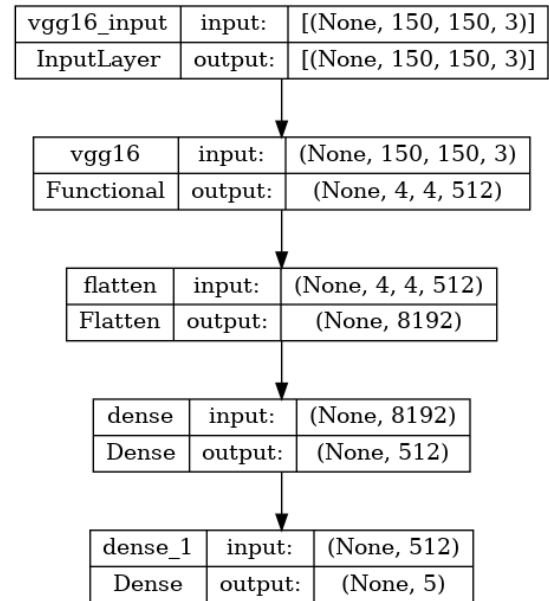 vgg16_input input: [(None, 150, 150, 3)]
InputLayer output: [(None, 150, 150, 3)]
vgg16 input: (None, 150, 150, 3)
Functional output: (None, 4, 4, 512)
flatten input: (None, 4, 4, 512)
Flatten output: (None, 8192)
dense input: (None, 8192)
Dense output: (None, 512)
dense_1 input: (None, 512)
Dense output: (None, 5)